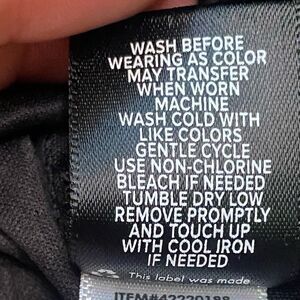 WASH BEFORE
WEARING AS COLOR
MAY TRANSFER
WHEN WORN
MACHINE
WASH COLD WITH
LIKE COLORS
GENTLE CYCLE
USE NON-CHLORINE
BLEACH IF NEEDED
TUMBLE DRY LOW
REMOVE PROMPTLY
AND TOUCH UP
WITH COOL IRON
IF NEEDED
This label was made